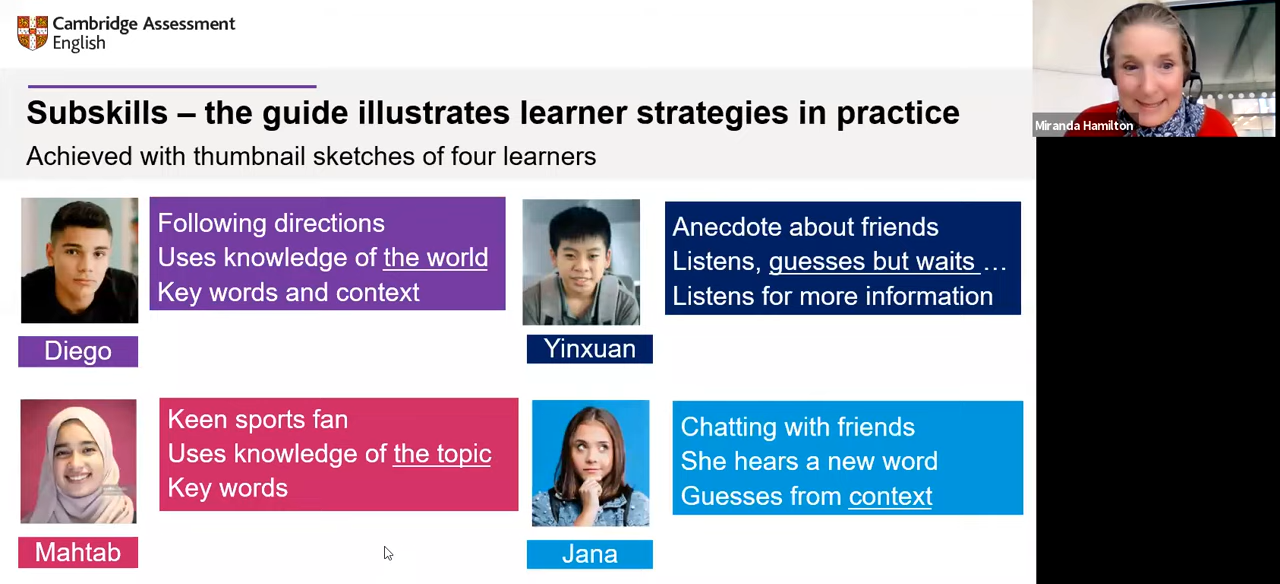 Cambridge Assessment
English
Miranda Hamilton
Subskills – the guide illustrates learner strategies in practice
Achieved with thumbnail sketches of four learners
Following directions
Uses knowledge of the world
Key words and context
Diego
Anecdote about friends
Listens, guesses but waits ...
Listens for more information
Yinxuan
Keen sports fan
Uses knowledge of the topic
Key words
Mahtab
Chatting with friends
She hears a new word
Guesses from context
Jana